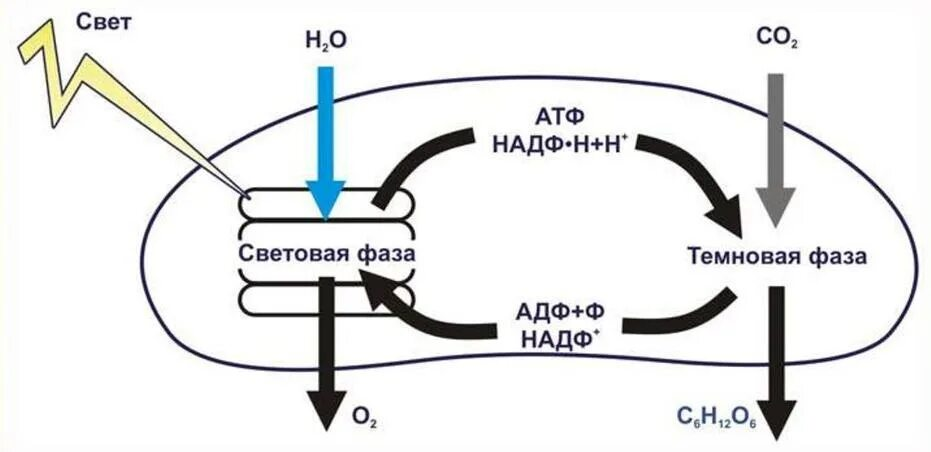 Свет
H₂O
CO₂
АТФ
НАДФ•Н+Н⁺
Световая фаза
Темновая фаза
АДФ+Ф
НАДФ⁺
O₂
C₆H₁₂O₆